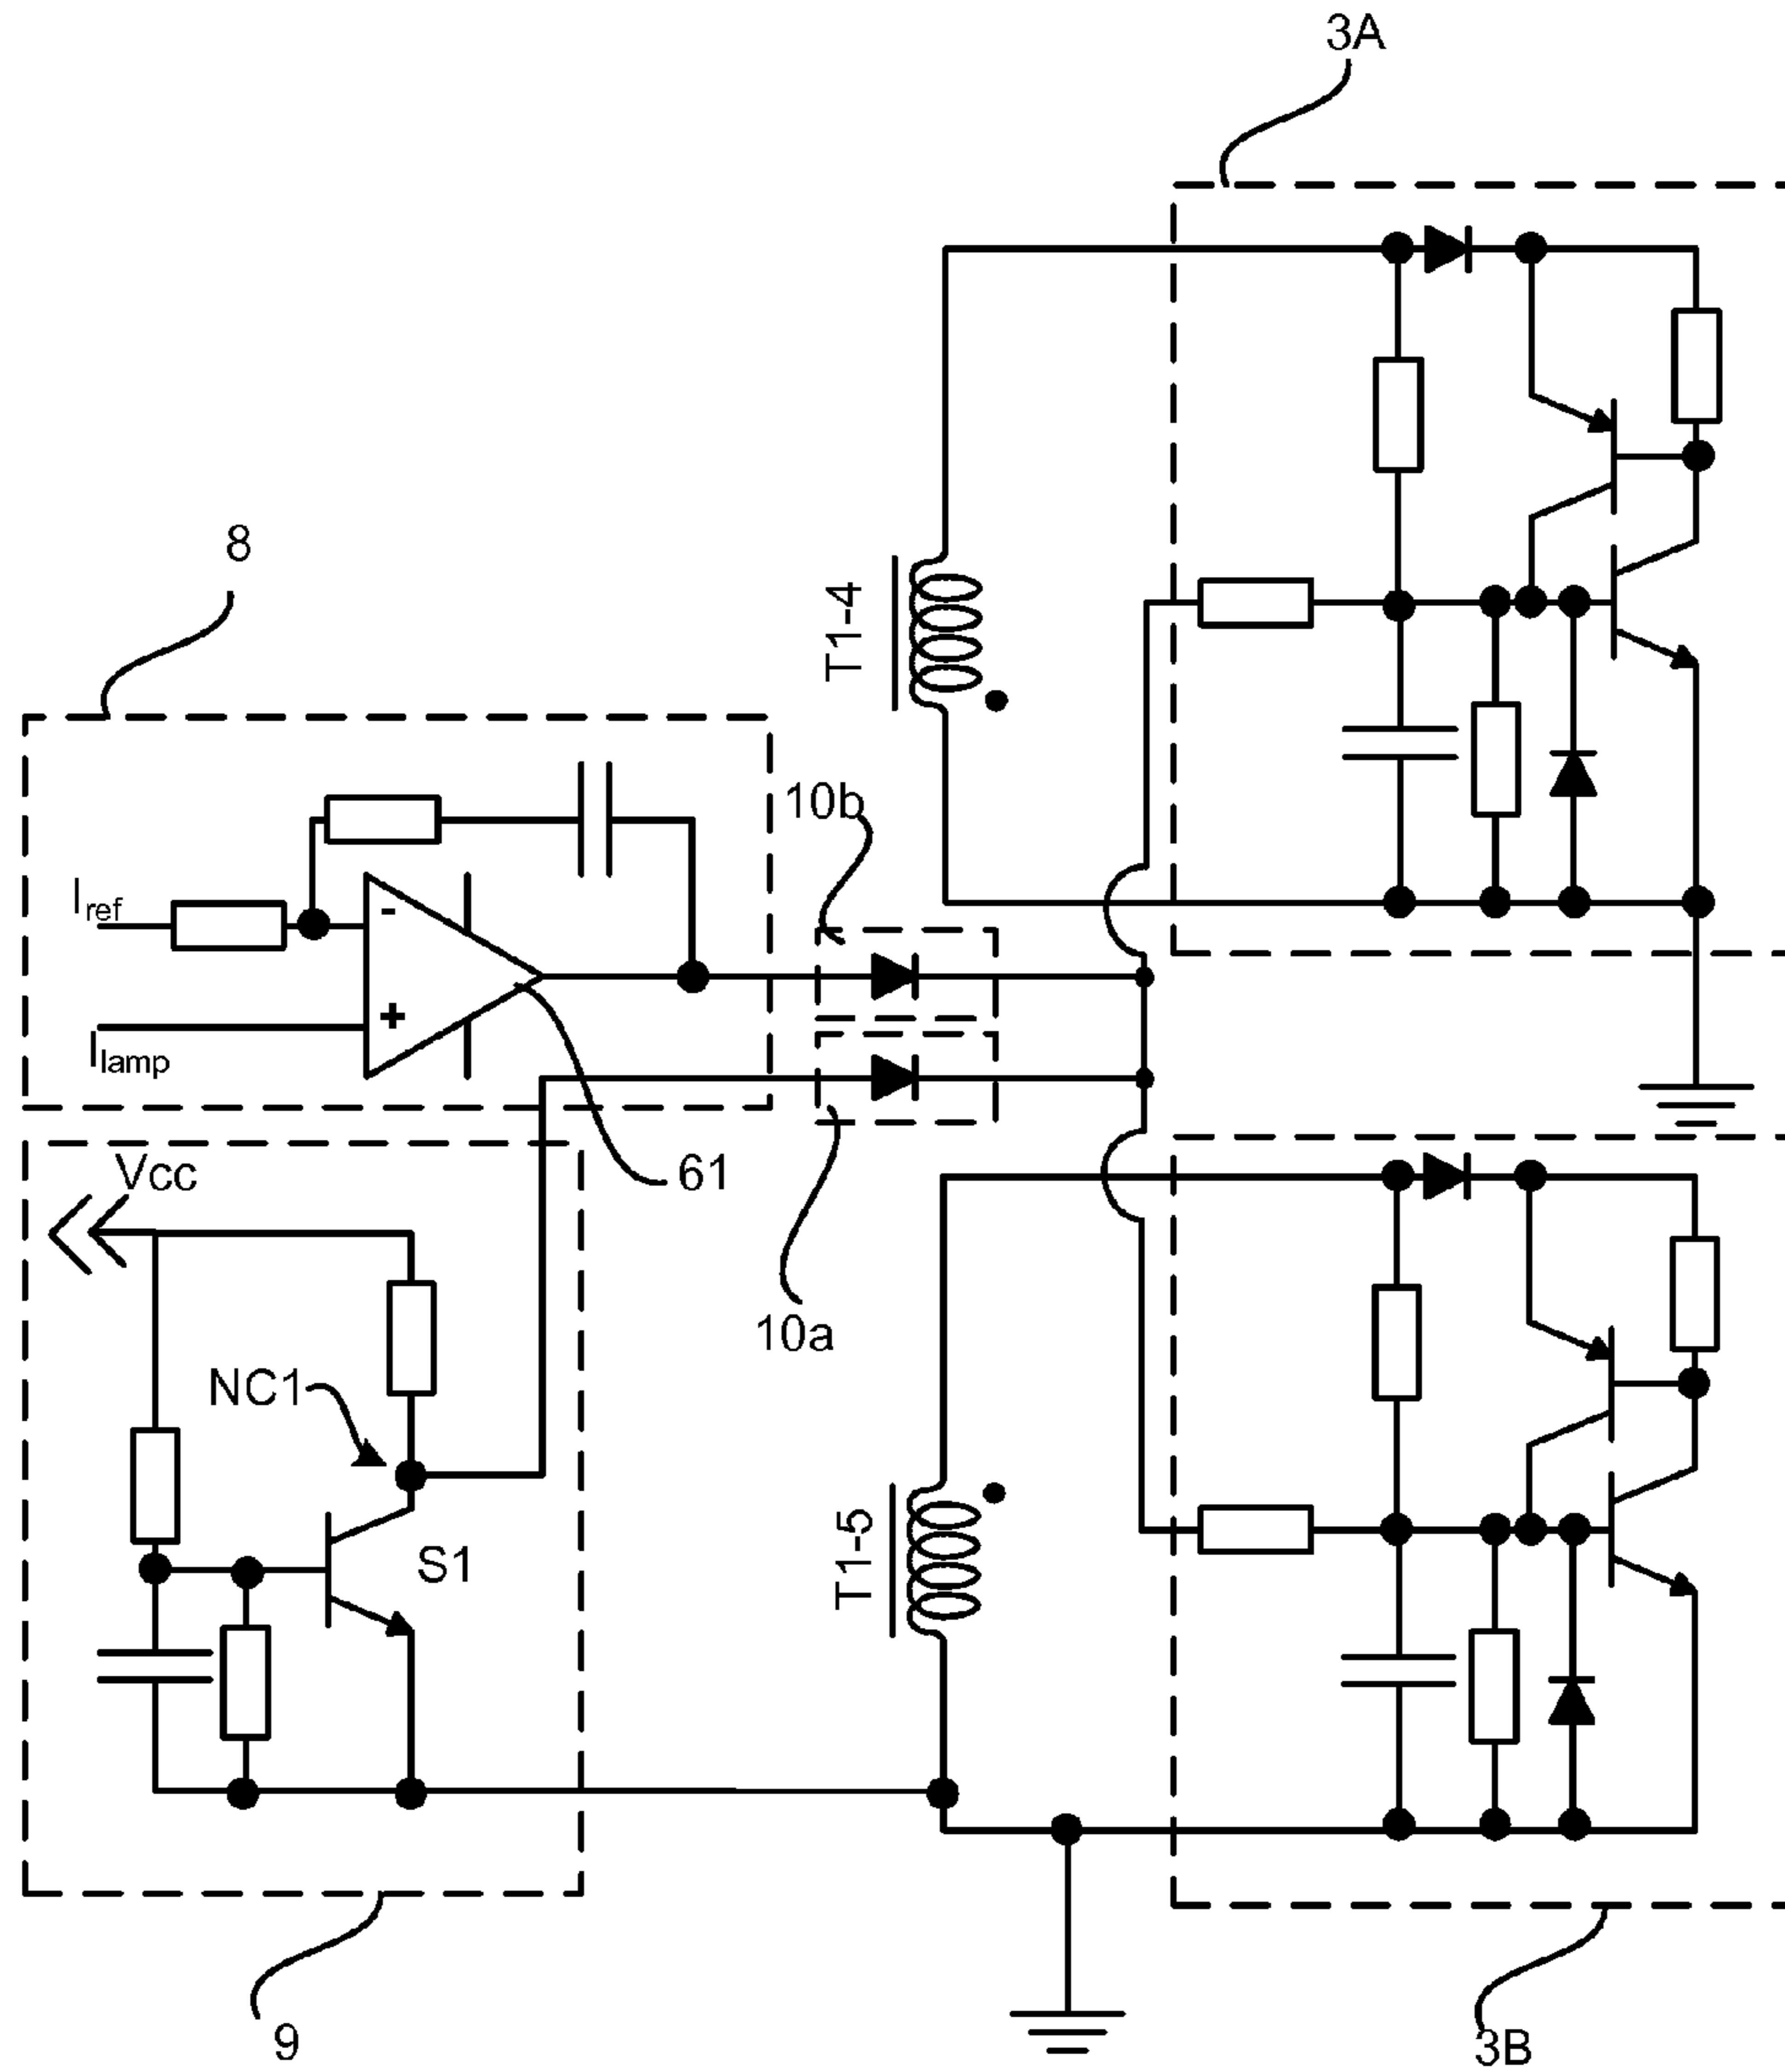 3A
8
T1-4
10b
Iref
-
+
Ilamp
61
Vcc
10a
NC1
S1
T1-5
9
3B